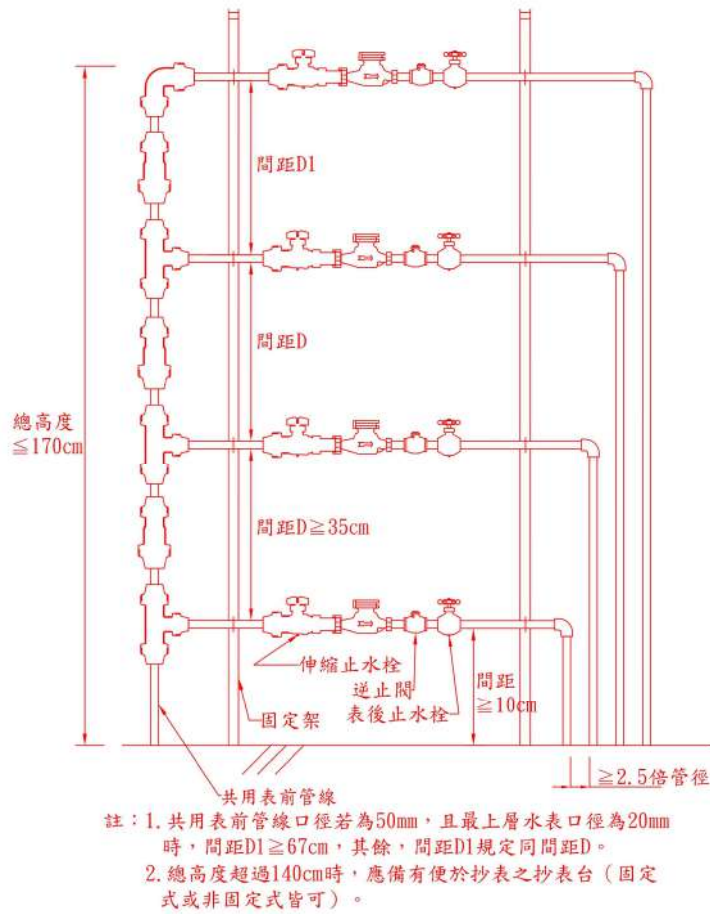 間距D1
間距D
總高度
≦170cm
間距D≧35cm
伸縮止水栓
逆止閥
表後止水栓
間距
≧10cm
固定架
≧2.5倍管徑
共用表前管線
註：1.共用表前管線口徑若為50mm，且最上層水表口徑為20mm
時，間距D1≧67cm，其餘，間距D1規定同間距D。
2.總高度超過140cm時，應備有便於抄表之抄表台（固定
式或非固定式皆可）。